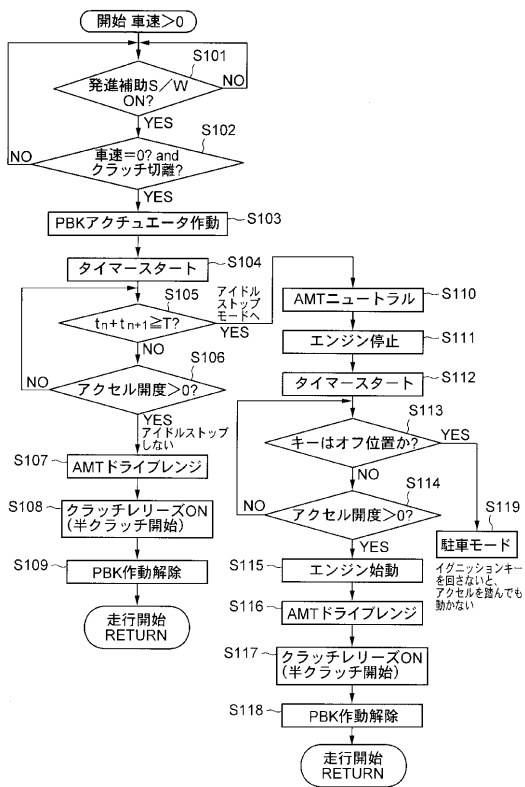 開始 車速>0
S101
発進補助S／W
ON?
NO
YES
S102
車速=0? and
クラッチ切離?
NO
YES
PBKアクチュエータ作動
S103
タイマースタート
S104
S105
tn+tn+1≧T?
アイドル
ストップ
モードへ
YES
NO
S106
アクセル開度>0?
NO
YES
アイドルストップ
しない
S107
AMTドライブレンジ
S108
クラッチレリーズON
(半クラッチ開始)
S109
PBK作動解除
走行開始
RETURN
AMTニュートラル
S110
エンジン停止
S111
タイマースタート
S112
S113
キーはオフ位置か?
YES
NO
S114
アクセル開度>0?
NO
YES
S119
駐車モード
イグニッションキー
を回さないと、
アクセルを踏んでも
動かない
S115
エンジン始動
S116
AMTドライブレンジ
S117
クラッチレリーズON
(半クラッチ開始)
S118
PBK作動解除
走行開始
RETURN